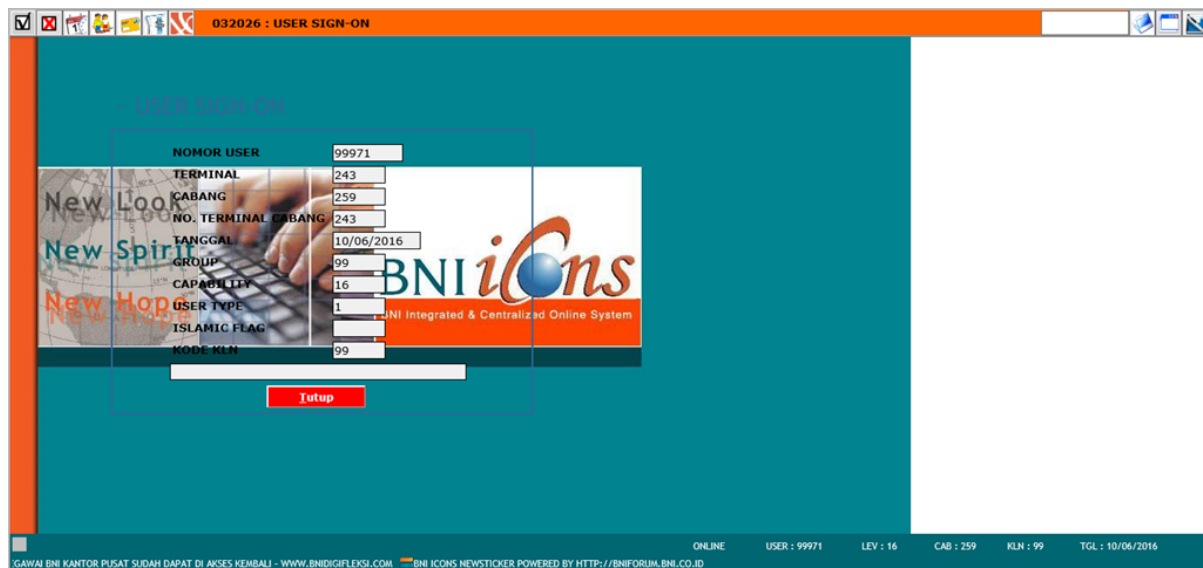 032026 : USER SIGN-ON
- USER SIGN-ON
NOMOR USER 99971
TERMINAL 243
CABANG 259
NO. TERMINAL CABANG 243
TANGGAL 10/06/2016
GROUP 99
CAPABILITY 16
USER TYPE 1
ISLAMIC FLAG
KODE KLN 99
Tutup
New Look
New Spirit
New Hope
BNI icons
BNI Integrated & Centralized Online System
ONLINE USER : 99971 LEV : 16 CAB : 259 KLN : 99 TGL : 10/06/2016
GAWAI BNI KANTOR PUSAT SUDAH DAPAT DI AKSES KEMBALI - WWW.BNIDIGIFLEKSI.COM BNI ICONS NEWSTICKER POWERED BY HTTP://BNIFORUM.BNI.CO.ID